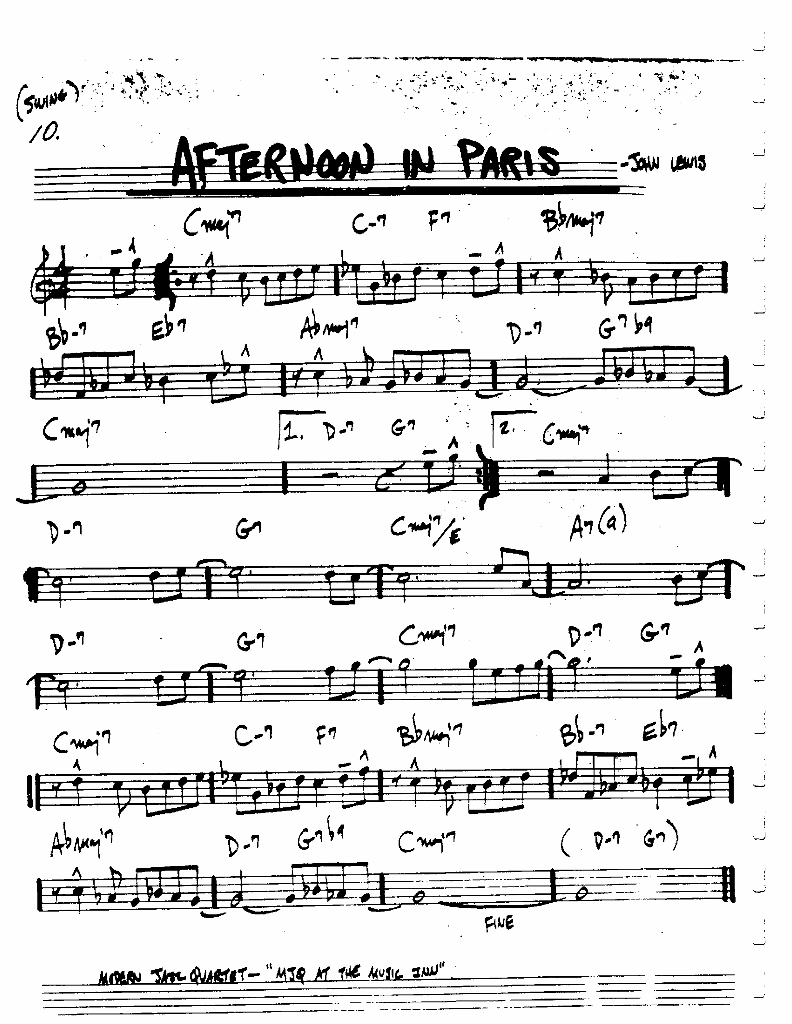 (SWING)
10.
AFTERNOON IN PARIS
-JOHN LEWIS
Cmaj7 C-7 F7 Bbmaj7
Bb-7 Eb7 Abmaj7 D-7 G7b9
Cmaj7 1. D-7 G7 2. Cmaj7
D-7 G7 Cmaj7/E A7(a)
D-7 G7 Cmaj7 D-7 G7
Cmaj7 C-7 F7 Bbmaj7 Bb-7 Eb7
Abmaj7 D-7 G7b9 Cmaj7 ( D-7 G7 )
FINE
MODERN JAZZ QUARTET- "MJQ AT THE MUSIC INN"